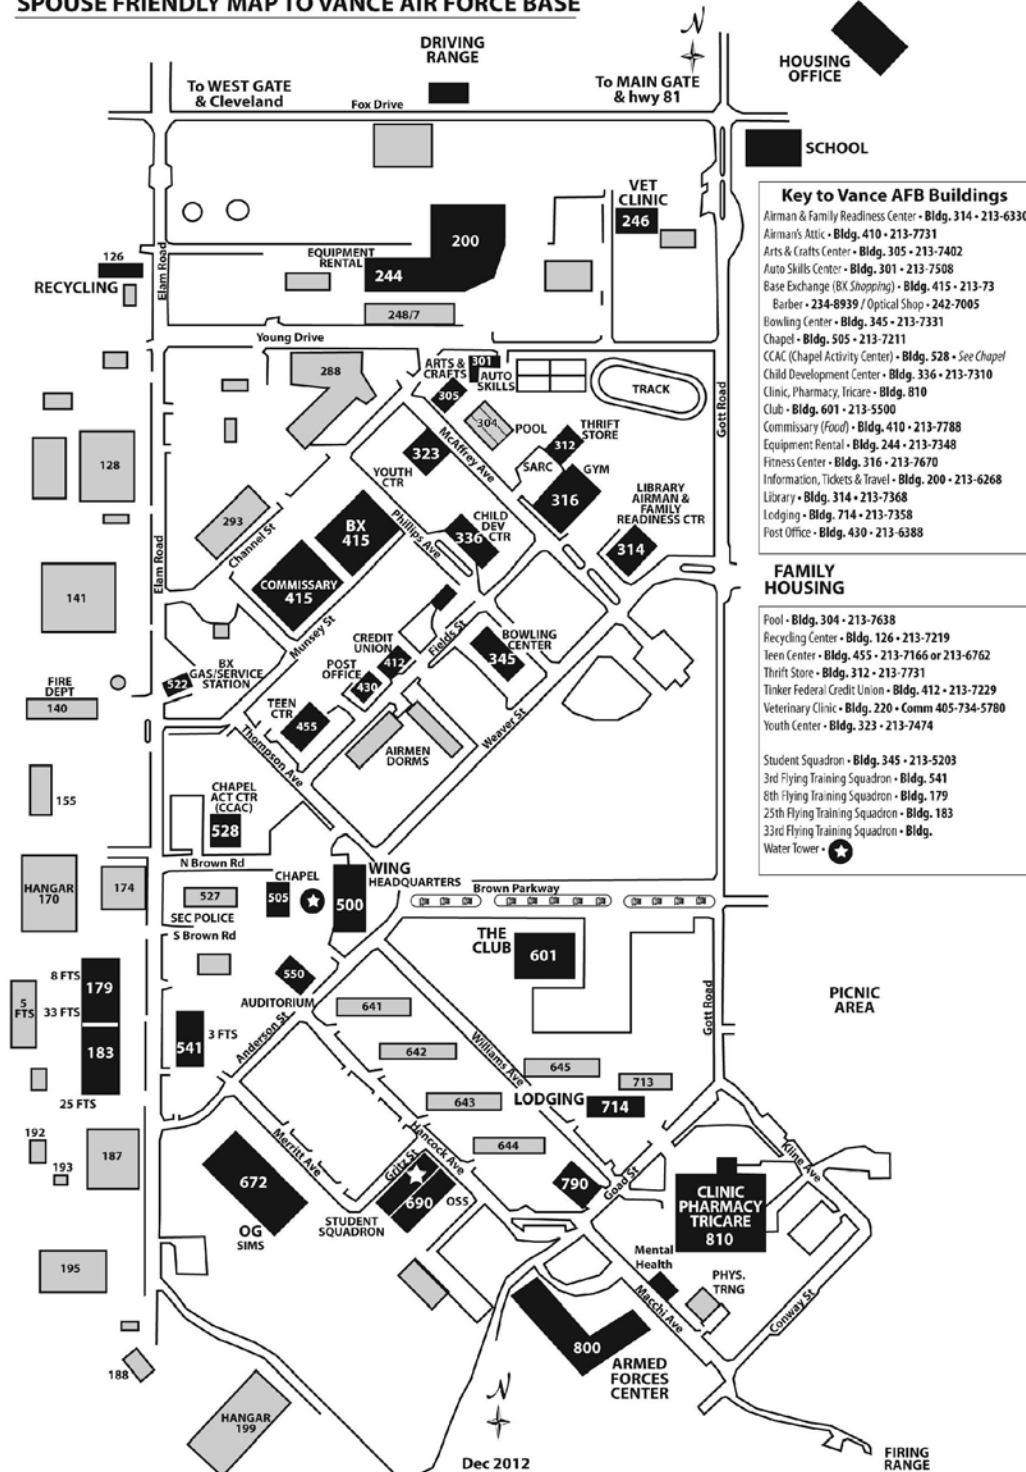 SPOUSE FRIENDLY MAP TO VANCE AIR FORCE BASE
N
DRIVING
RANGE
HOUSING
OFFICE
To WEST GATE
& Cleveland
To MAIN GATE
& hwy 81
Fox Drive
SCHOOL
VET
CLINIC
246
200
EQUIPMENT
RENTAL
244
248/7
126
RECYCLING
Elam Road
Young Drive
288
ARTS &
CRAFTS
301
AUTO
SKILLS
305
TRACK
Gott Road
304
POOL
THRIFT
STORE
312
SARC
GYM
316
McAffrey Ave
323
YOUTH
CTR
128
293
Channel St
BX
415
Phillips Ave
CHILD
DEV
CTR
336
LIBRARY
AIRMAN &
FAMILY
READINESS CTR
314
Elam Road
141
COMMISSARY
415
Munsey St
CREDIT
UNION
412
Fields St
BOWLING
CENTER
345
POST
OFFICE
430
BX
GAS/SERVICE
STATION
522
FIRE
DEPT
140
TEEN
CTR
455
Thompson Ave
AIRMEN
DORMS
Weaver St
155
CHAPEL
ACT CTR
(CCAC)
528
N Brown Rd
HANGAR
170
174
527
SEC POLICE
S Brown Rd
CHAPEL
505
500
WING
HEADQUARTERS
Brown Parkway
THE
CLUB
601
550
AUDITORIUM
8 FTS
179
5
FTS
33 FTS
183
25 FTS
541
3 FTS
Anderson St
641
642
643
644
645
713
Williams Ave
LODGING
714
Gott Road
PICNIC
AREA
192
193
187
Merritt Ave
Hancock Ave
Gritz St
672
OG
SIMS
STUDENT
SQUADRON
690
OSS
790
Goad St
Kline Ave
CLINIC
PHARMACY
TRICARE
810
Mental
Health
PHYS.
TRNG
Macchi Ave
Conway St
195
188
HANGAR
199
800
ARMED
FORCES
CENTER
N
Dec 2012
FIRING
RANGE
Key to Vance AFB Buildings
Airman & Family Readiness Center • Bldg. 314 • 213-6330
Airman's Attic • Bldg. 410 • 213-7731
Arts & Crafts Center • Bldg. 305 • 213-7402
Auto Skills Center • Bldg. 301 • 213-7508
Base Exchange (BX Shopping) • Bldg. 415 • 213-73
Barber • 234-8939 / Optical Shop • 242-7005
Bowling Center • Bldg. 345 • 213-7331
Chapel • Bldg. 505 • 213-7211
CCAC (Chapel Activity Center) • Bldg. 528 • See Chapel
Child Development Center • Bldg. 336 • 213-7310
Clinic, Pharmacy, Tricare • Bldg. 810
Club • Bldg. 601 • 213-5500
Commissary (Food) • Bldg. 410 • 213-7788
Equipment Rental • Bldg. 244 • 213-7348
Fitness Center • Bldg. 316 • 213-7670
Information, Tickets & Travel • Bldg. 200 • 213-6268
Library • Bldg. 314 • 213-7368
Lodging • Bldg. 714 • 213-7358
Post Office • Bldg. 430 • 213-6388
FAMILY
HOUSING
Pool • Bldg. 304 • 213-7638
Recycling Center • Bldg. 126 • 213-7219
Teen Center • Bldg. 455 • 213-7166 or 213-6762
Thrift Store • Bldg. 312 • 213-7731
Tinker Federal Credit Union • Bldg. 412 • 213-7229
Veterinary Clinic • Bldg. 220 • Comm 405-734-5780
Youth Center • Bldg. 323 • 213-7474
Student Squadron • Bldg. 345 • 213-5203
3rd Flying Training Squadron • Bldg. 541
8th Flying Training Squadron • Bldg. 179
25th Flying Training Squadron • Bldg. 183
33rd Flying Training Squadron • Bldg.
Water Tower •